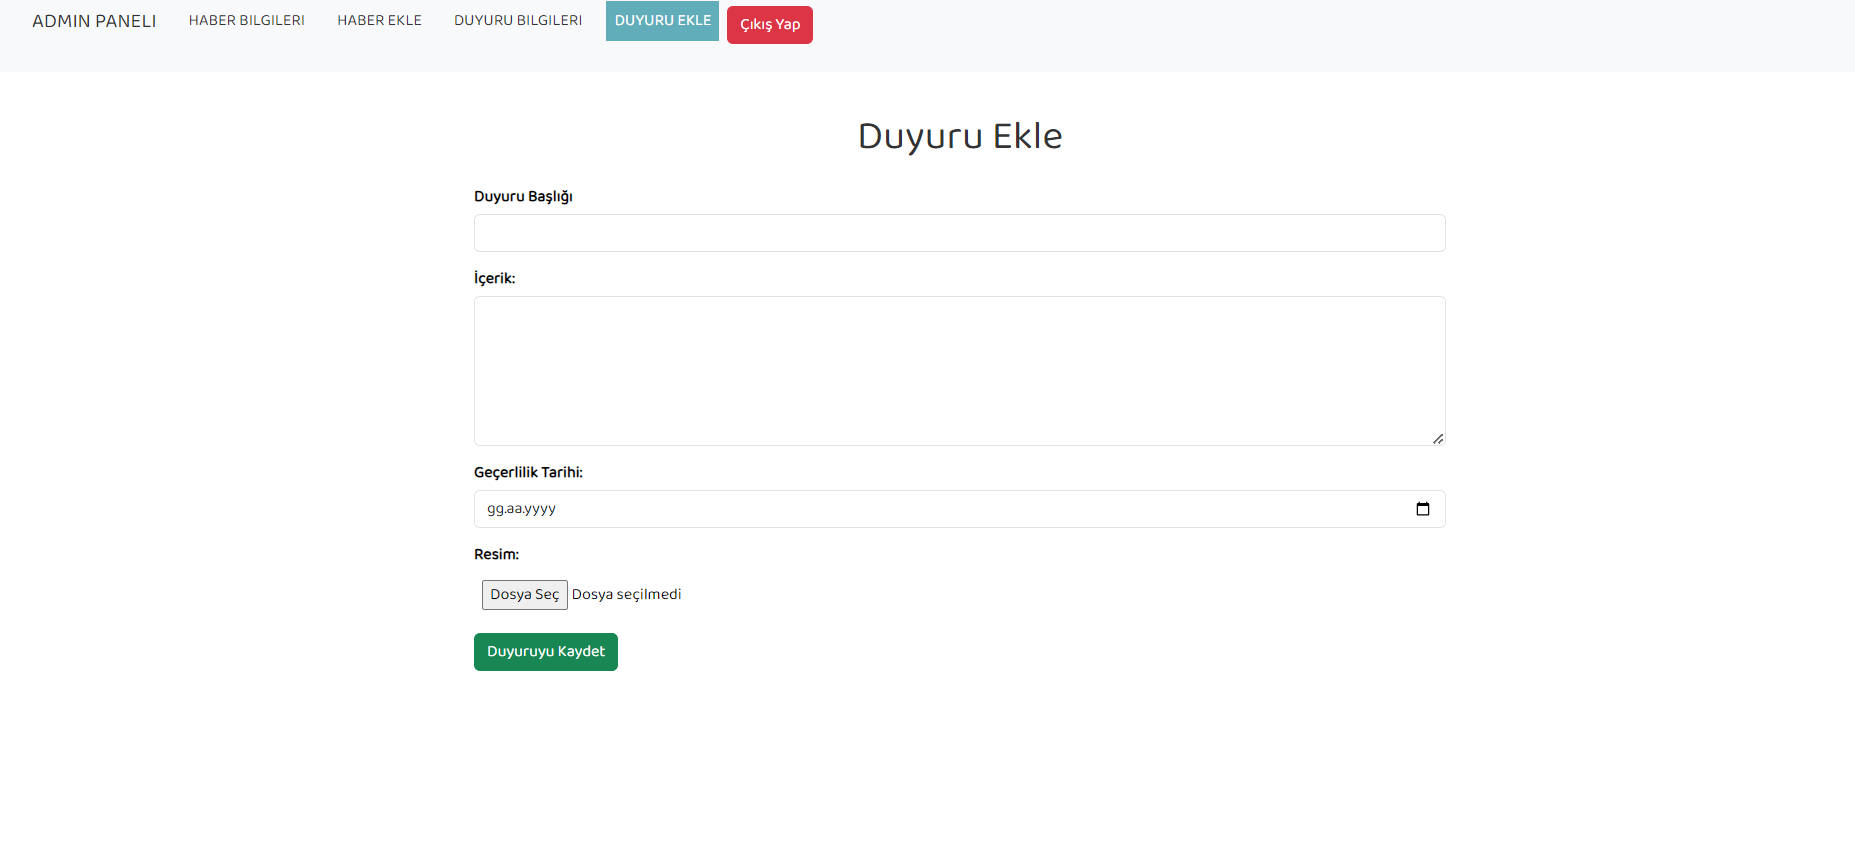 ADMIN PANELI HABER BILGILERI HABER EKLE DUYURU BILGILERI DUYURU EKLE Çıkış Yap
Duyuru Ekle
Duyuru Başlığı
İçerik:
Geçerlilik Tarihi:
gg.aa.yyyy
Resim:
Dosya Seç Dosya seçilmedi
Duyuruyu Kaydet